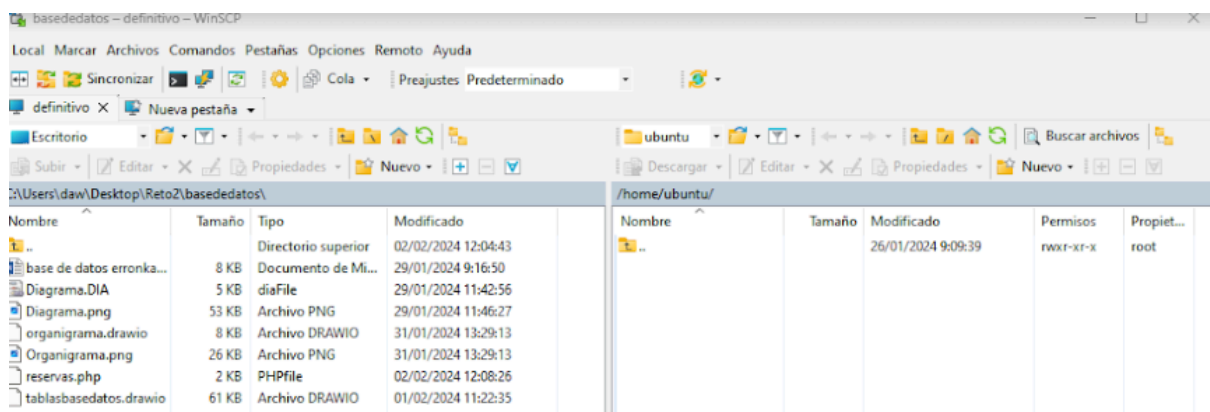 basededatos – definitivo – WinSCP
Local Marcar Archivos Comandos Pestañas Opciones Remoto Ayuda
Sincronizar Cola Preajustes Predeterminado
definitivo X Nueva pestaña
Escritorio ubuntu Buscar archivos
Subir Editar Propiedades Nuevo Descargar Editar Propiedades Nuevo
C:\Users\daw\Desktop\Reto2\basededatos\ /home/ubuntu/
Nombre Tamaño Tipo Modificado Nombre Tamaño Modificado Permisos Propiet...
.. Directorio superior 02/02/2024 12:04:43 .. 26/01/2024 9:09:39 rwxr-xr-x root
base de datos erronka... 8 KB Documento de Mi... 29/01/2024 9:16:50
Diagrama.DIA 5 KB diaFile 29/01/2024 11:42:56
Diagrama.png 53 KB Archivo PNG 29/01/2024 11:46:27
organigrama.drawio 8 KB Archivo DRAWIO 31/01/2024 13:29:13
Organigrama.png 26 KB Archivo PNG 31/01/2024 13:29:13
reservas.php 2 KB PHPfile 02/02/2024 12:08:26
tablasbasedatos.drawio 61 KB Archivo DRAWIO 01/02/2024 11:22:35